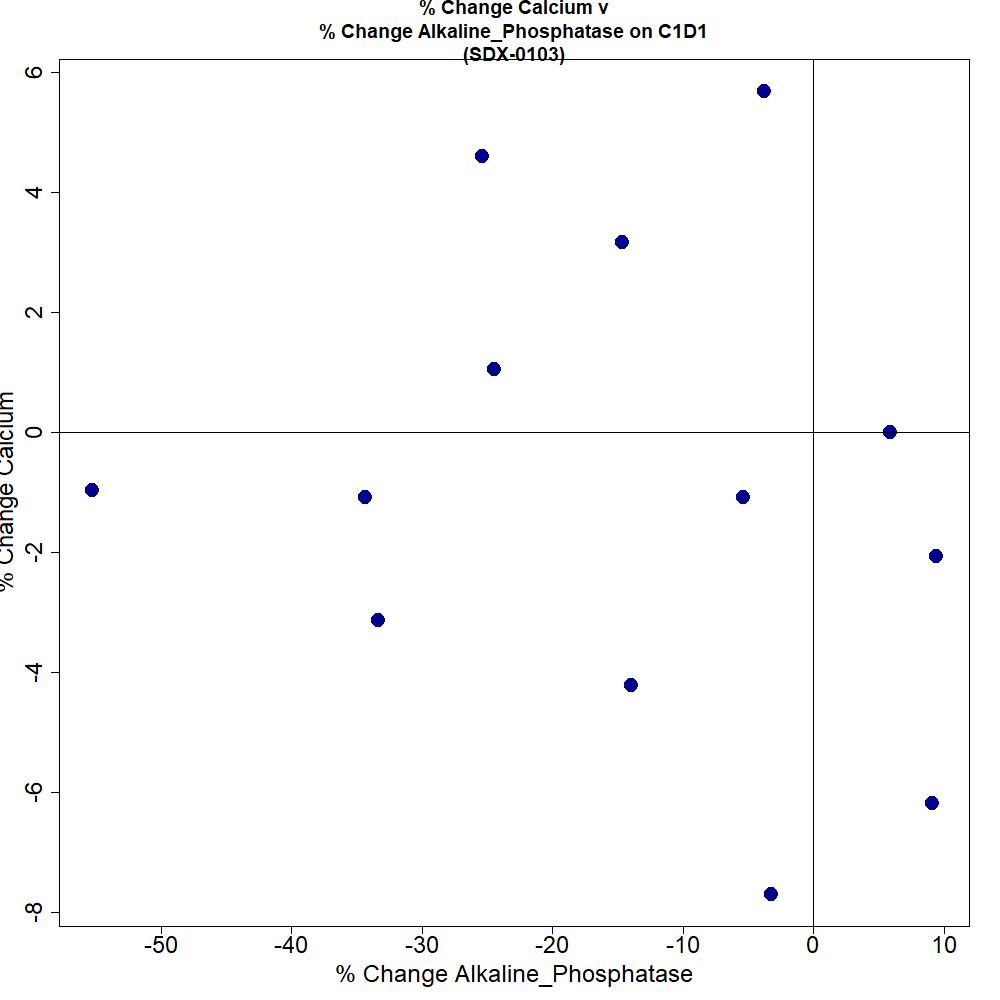 % Change Calcium v
% Change Alkaline_Phosphatase on C1D1
(SDX-0103)
% Change Calcium
6
4
2
0
-2
-4
-6
-8
-50 -40 -30 -20 -10 0 10
% Change Alkaline_Phosphatase